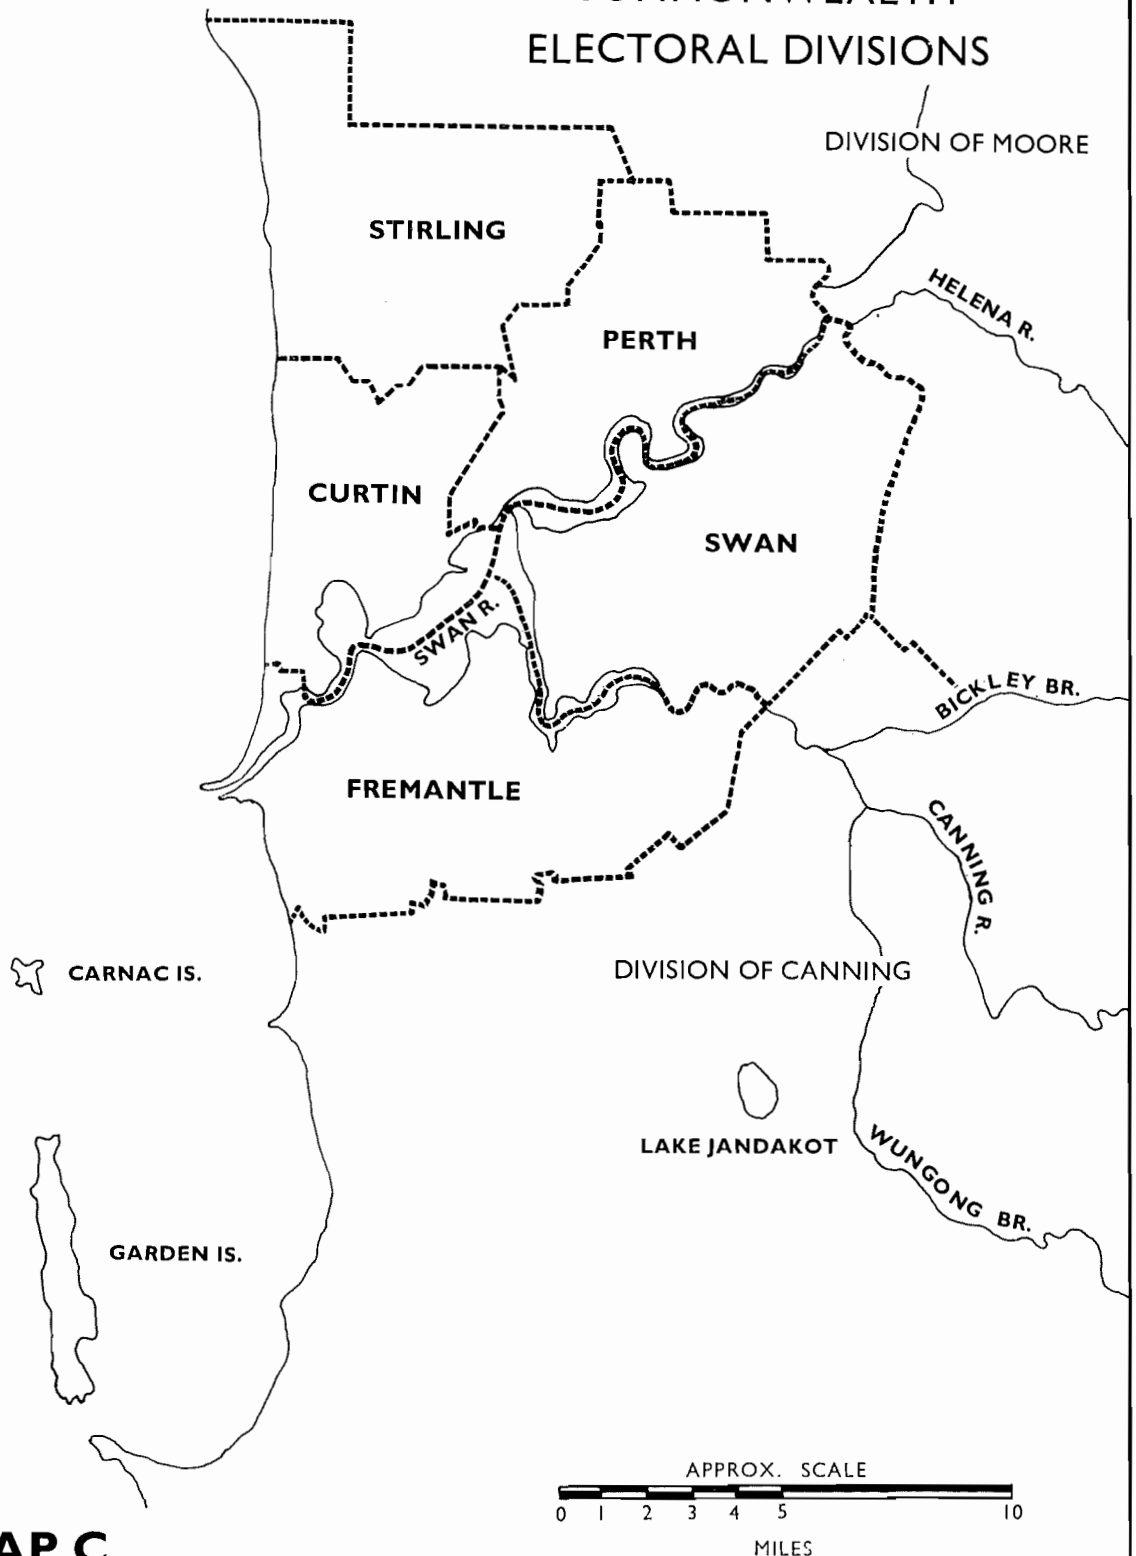 ELECTORAL DIVISIONS
DIVISION OF MOORE
STIRLING
HELENA R.
PERTH
CURTIN
SWAN
SWAN R.
BICKLEY BR.
FREMANTLE
CANNING R.
CARNAC IS.
DIVISION OF CANNING
LAKE JANDAKOT
WUNGONG BR.
GARDEN IS.
APPROX. SCALE
0 1 2 3 4 5 10
MILES
AP C